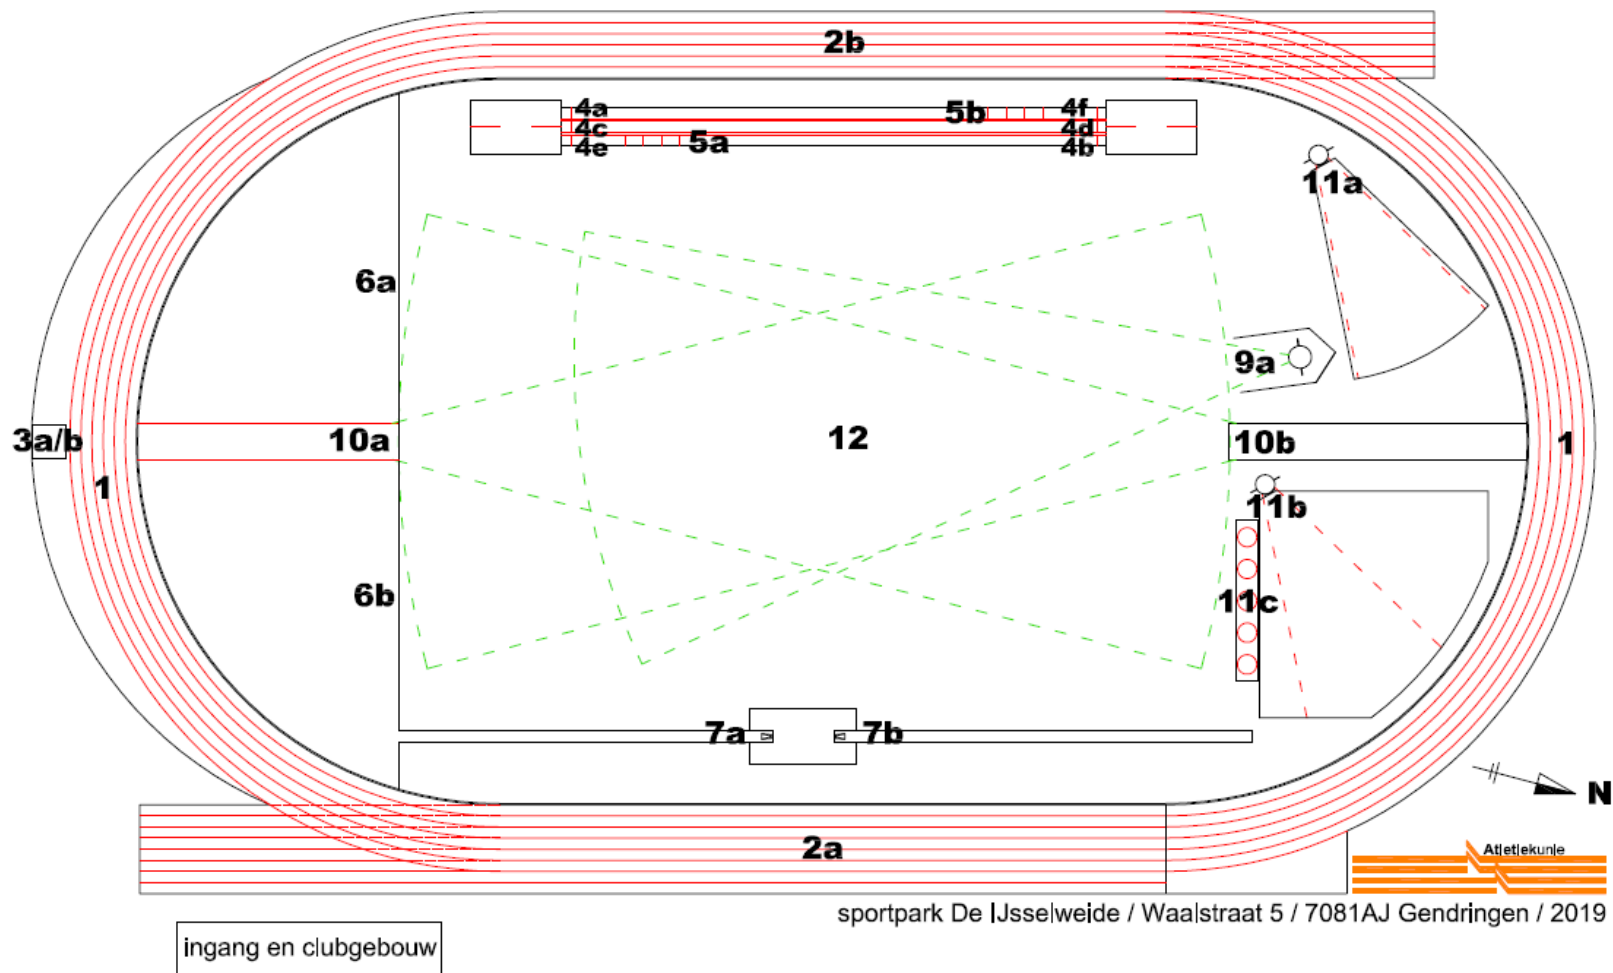 2b
4a
5b
4f
4c
4d
4e
5a
4b
11a
6a
9a
3a/b
10a
12
10b
1
1
11b
6b
11c
7a
7b
N
2a
Atletiekunie
sportpark De IJsselweide / Waalstraat 5 / 7081AJ Gendringen / 2019
ingang en clubgebouw